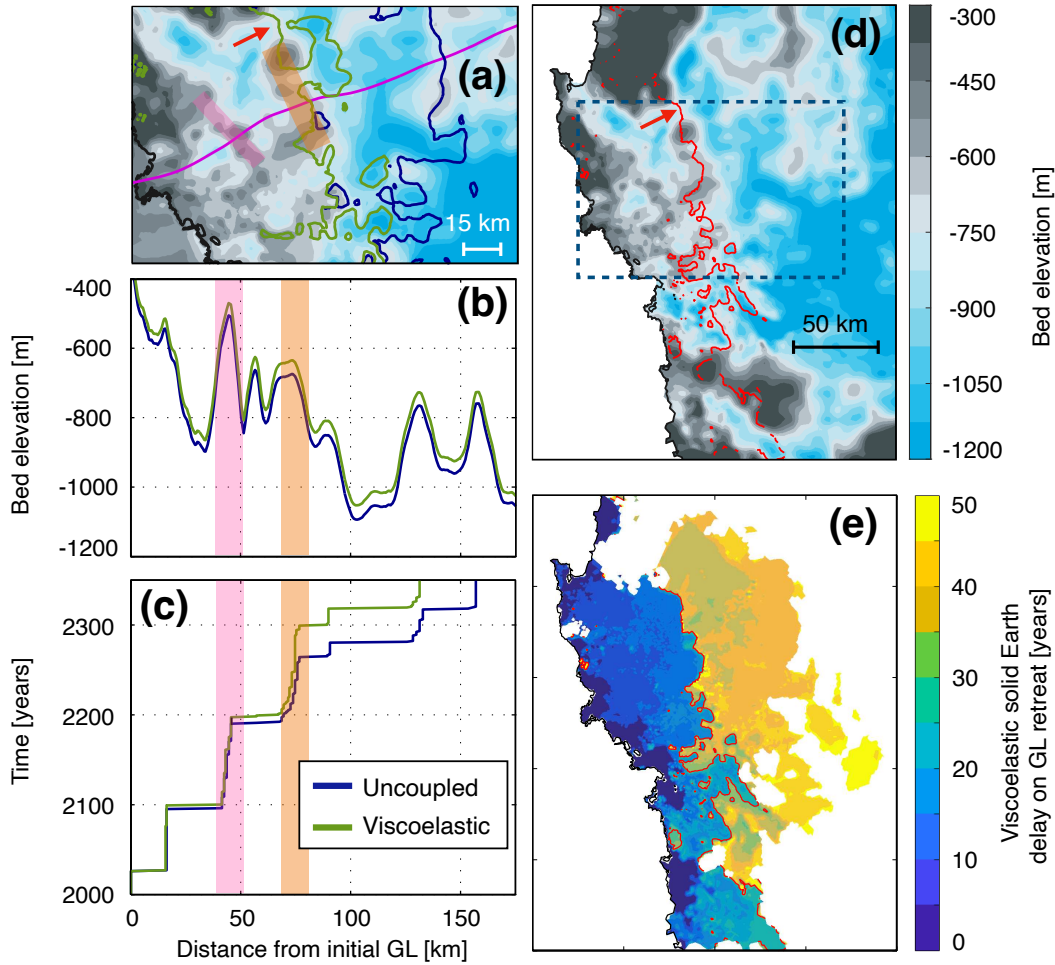 (a)
15 km
(b)
-400
-600
-800
-1000
-1200
Bed elevation [m]
(c)
2300
2200
2100
2000
Time [years]
Uncoupled
Viscoelastic
0
50
100
150
Distance from initial GL [km]
(d)
50 km
-300
-450
-600
-750
-900
-1050
-1200
Bed elevation [m]
(e)
50
40
30
20
10
0
Viscoelastic solid Earth
delay on GL retreat [years]